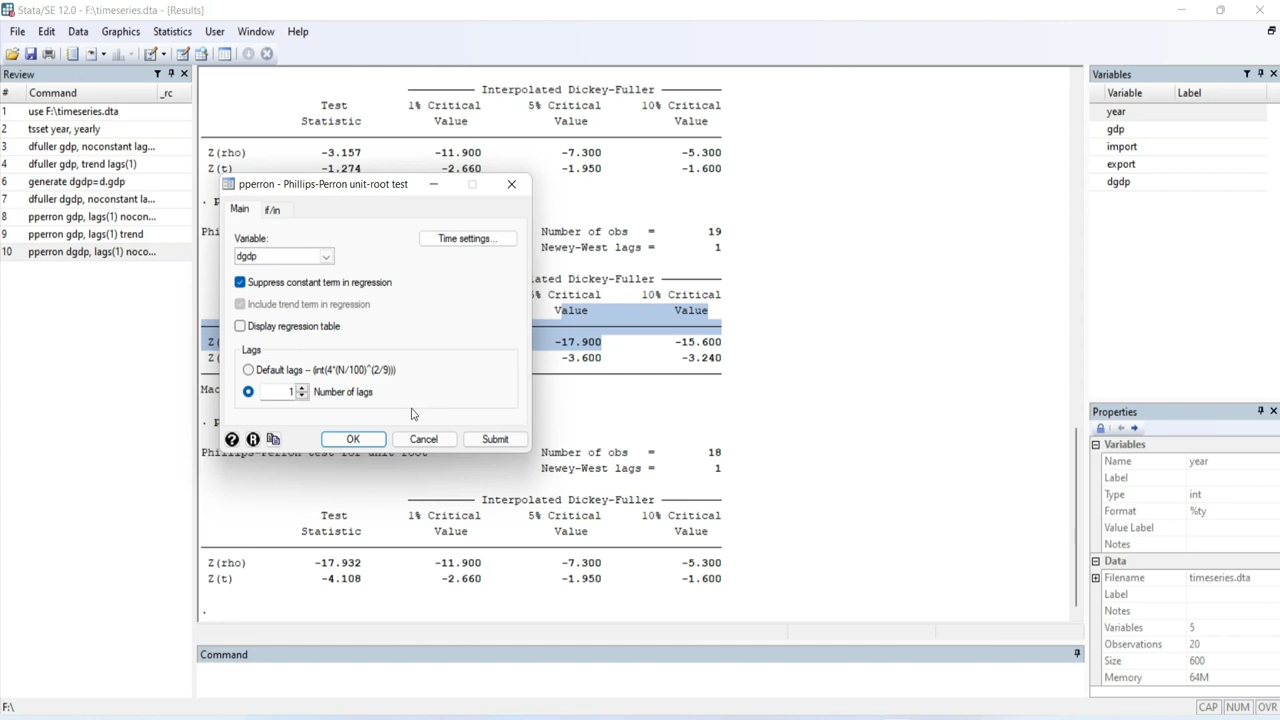 Stata/SE 12.0 - F:\timeseries.dta - [Results]
File Edit Data Graphics Statistics User Window Help
Review
# Command _rc
1 use F:\timeseries.dta
2 tsset year, yearly
3 dfuller gdp, noconstant lag...
4 dfuller gdp, trend lags(1)
6 generate dgdp=d.gdp
7 dfuller dgdp, noconstant la...
8 pperron gdp, lags(1) nocon...
9 pperron gdp, lags(1) trend
10 pperron dgdp, lags(1) noco...
Interpolated Dickey-Fuller
Test 1% Critical 5% Critical 10% Critical
Statistic Value Value Value
Z(rho) -3.157 -11.900 -7.300 -5.300
Z(t) -1.274 -2.660 -1.950 -1.600
pperron - Phillips-Perron unit-root test
Main if/in
Variable: Time settings...
dgdp
Suppress constant term in regression
Include trend term in regression
Display regression table
Lags
Default lags -- (int(4*(N/100)^(2/9)))
1 Number of lags
OK Cancel Submit
Number of obs = 19
Newey-West lags = 1
ated Dickey-Fuller
% Critical 10% Critical
Value Value
-17.900 -15.600
-3.600 -3.240
Mac
Phillips-Perron test for unit root Number of obs = 18
Newey-West lags = 1
Interpolated Dickey-Fuller
Test 1% Critical 5% Critical 10% Critical
Statistic Value Value Value
Z(rho) -17.932 -11.900 -7.300 -5.300
Z(t) -4.108 -2.660 -1.950 -1.600
.
Command
Variables
Variable Label
year
gdp
import
export
dgdp
Properties
Variables
Name year
Label
Type int
Format %ty
Value Label
Notes
Data
Filename timeseries.dta
Label
Notes
Variables 5
Observations 20
Size 600
Memory 64M
F:\
CAP NUM OVR